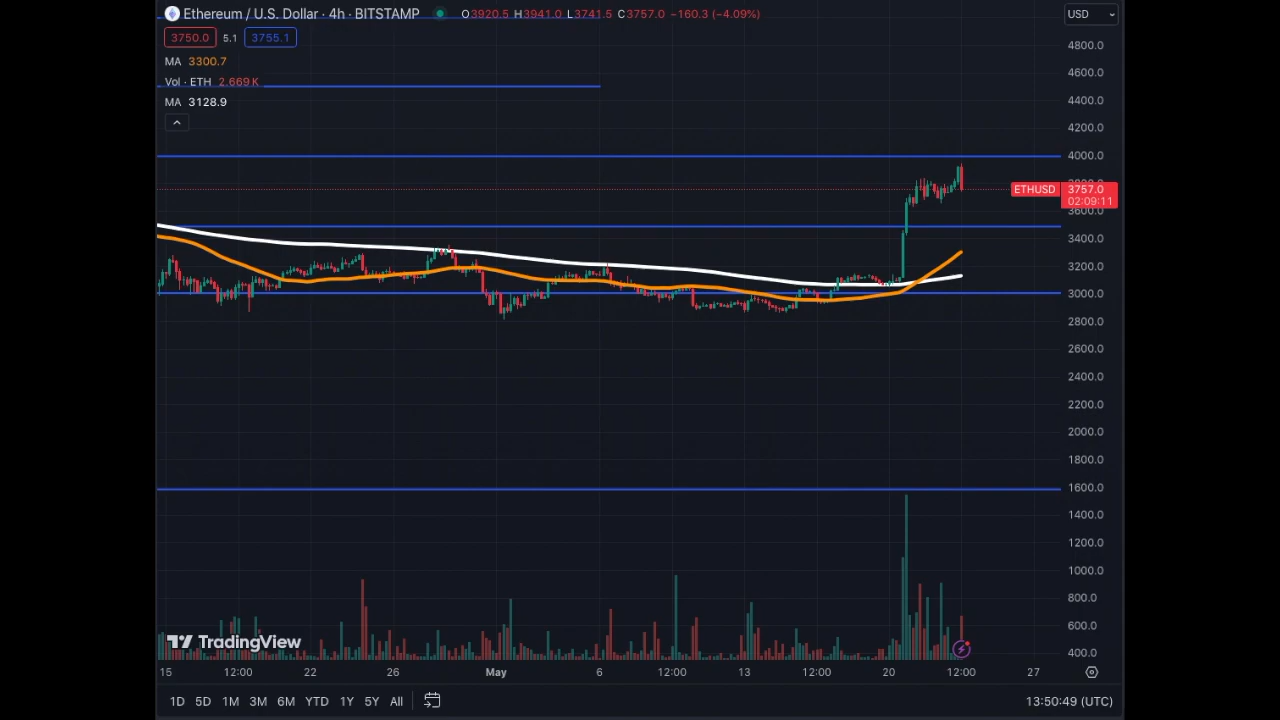 Ethereum / U.S. Dollar · 4h · BITSTAMP O3920.5 H3941.0 L3741.5 C3757.0 −160.3 (−4.09%)
USD
3750.0 5.1 3755.1
MA 3300.7
Vol · ETH 2.669 K
MA 3128.9
4800.0
4600.0
4400.0
4200.0
4000.0
3800.0
ETHUSD 3757.0
02:09:11
3600.0
3400.0
3200.0
3000.0
2800.0
2600.0
2400.0
2200.0
2000.0
1800.0
1600.0
1400.0
1200.0
1000.0
800.0
600.0
400.0
TradingView
15 12:00 22 26 May 6 12:00 13 12:00 20 12:00 27
1D 5D 1M 3M 6M YTD 1Y 5Y All 13:50:49 (UTC)